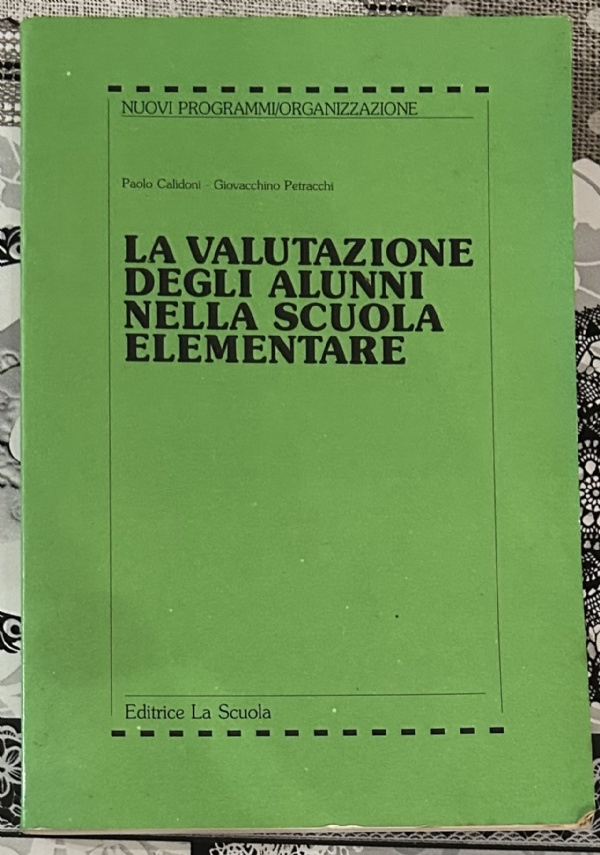 NUOVI PROGRAMMI/ORGANIZZAZIONE
Paolo Calidoni - Giovacchino Petracchi
LA VALUTAZIONE
DEGLI ALUNNI
NELLA SCUOLA
ELEMENTARE
Editrice La Scuola